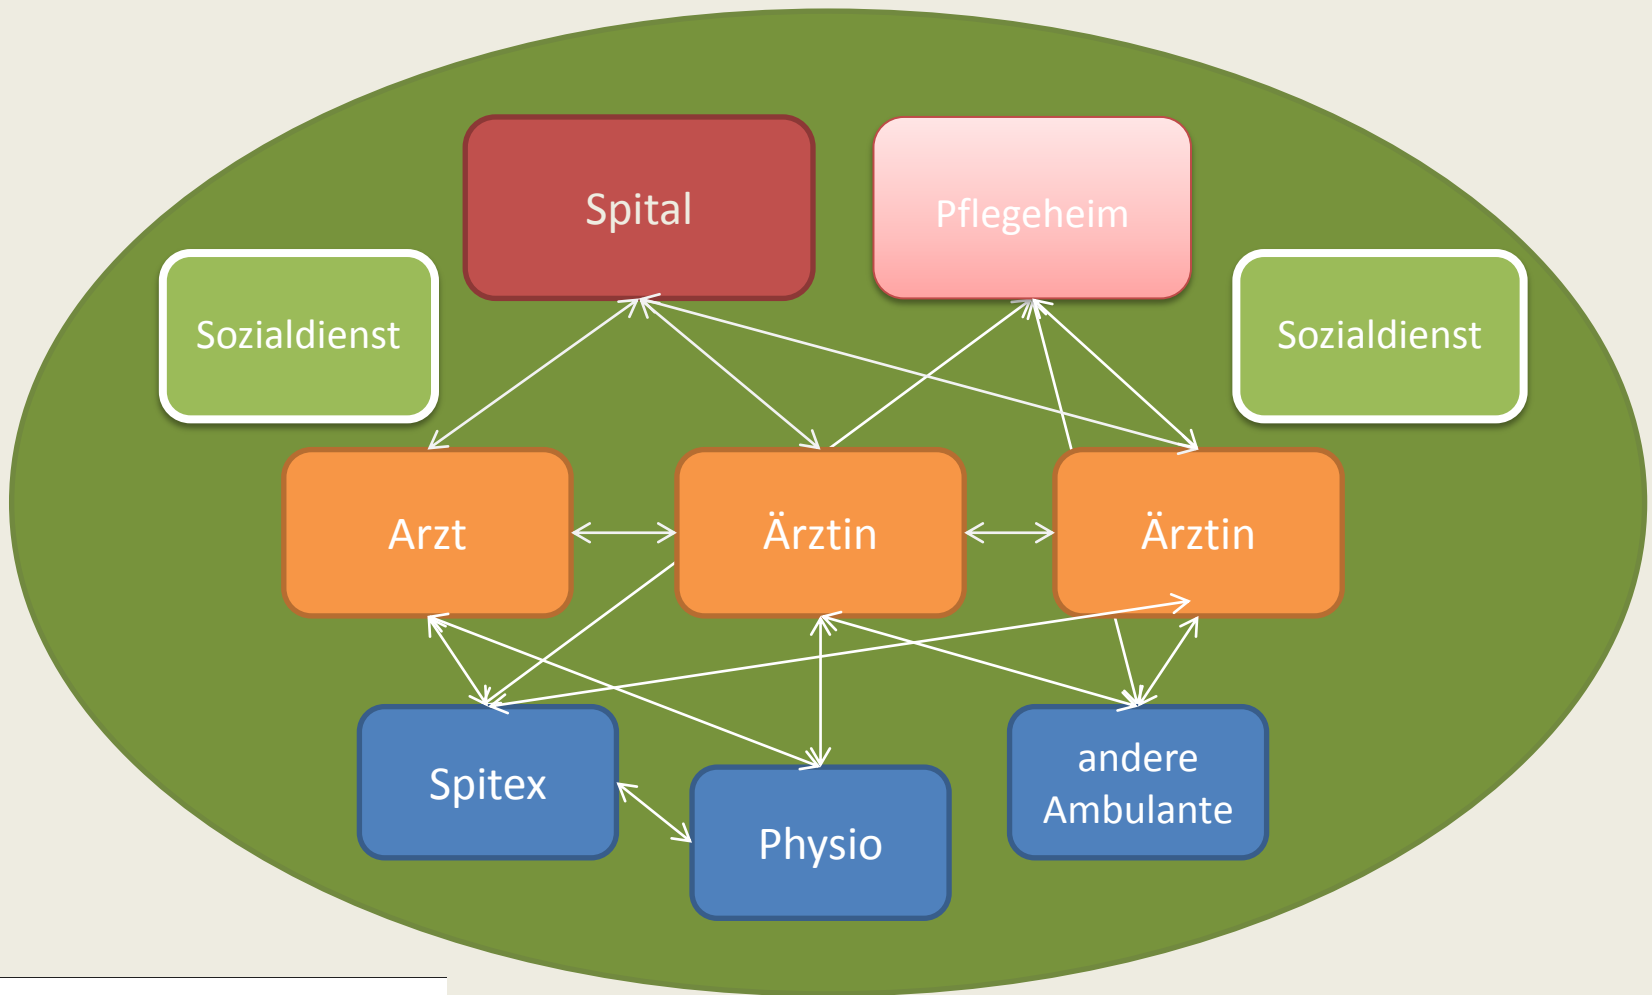 Spital
Pflegeheim
Sozialdienst
Sozialdienst
Arzt
Ärztin
Ärztin
Spitex
Physio
andere
Ambulante